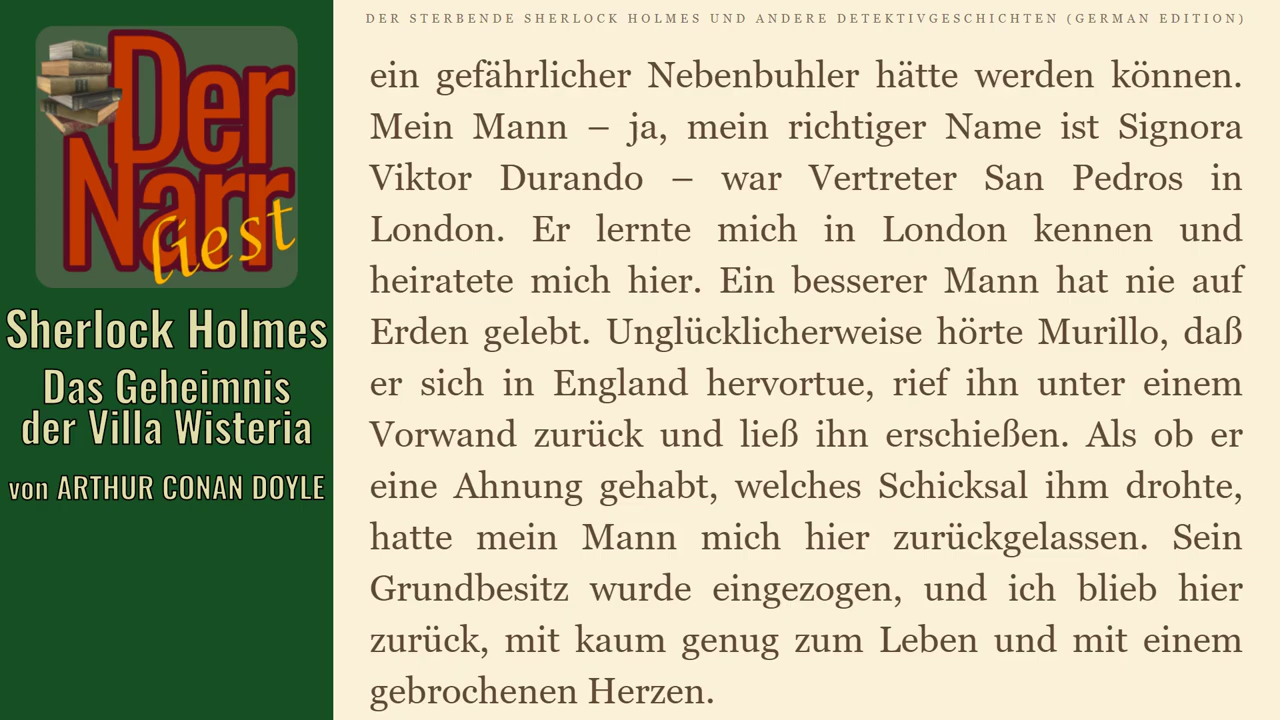 Der
Narr
liest
Sherlock Holmes
Das Geheimnis
der Villa Wisteria
von ARTHUR CONAN DOYLE
DER STERBENDE SHERLOCK HOLMES UND ANDERE DETEKTIVGESCHICHTEN (GERMAN EDITION)
ein gefährlicher Nebenbuhler hätte werden können.
Mein Mann – ja, mein richtiger Name ist Signora
Viktor Durando – war Vertreter San Pedros in
London. Er lernte mich in London kennen und
heiratete mich hier. Ein besserer Mann hat nie auf
Erden gelebt. Unglücklicherweise hörte Murillo, daß
er sich in England hervortue, rief ihn unter einem
Vorwand zurück und ließ ihn erschießen. Als ob er
eine Ahnung gehabt, welches Schicksal ihm drohte,
hatte mein Mann mich hier zurückgelassen. Sein
Grundbesitz wurde eingezogen, und ich blieb hier
zurück, mit kaum genug zum Leben und mit einem
gebrochenen Herzen.